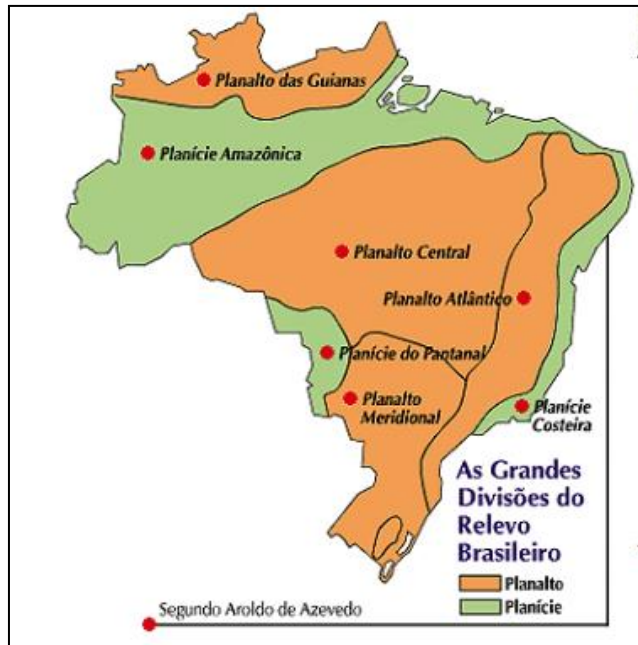 Planalto das Guianas
Planície Amazônica
Planalto Central
Planalto Atlântico
Planície do Pantanal
Planalto
Meridional
Planície
Costeira
As Grandes
Divisões do
Relevo
Brasileiro
Planalto
Planície
Segundo Aroldo de Azevedo